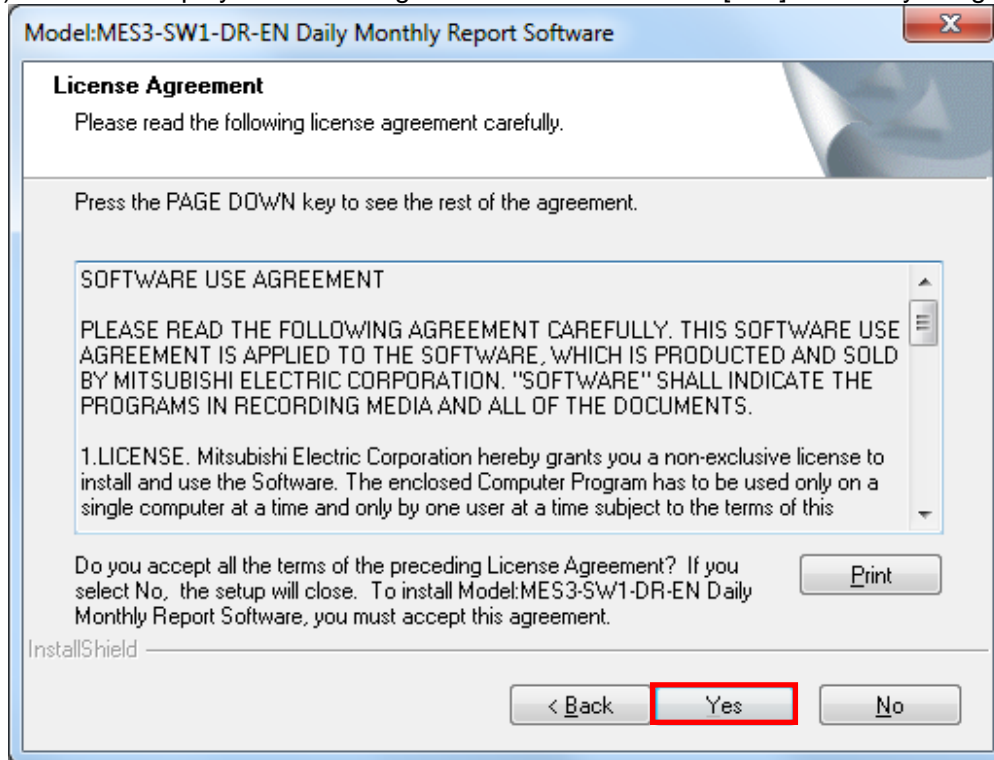 Model:MES3-SW1-DR-EN Daily Monthly Report Software
License Agreement
Please read the following license agreement carefully.
Press the PAGE DOWN key to see the rest of the agreement.
SOFTWARE USE AGREEMENT
PLEASE READ THE FOLLOWING AGREEMENT CAREFULLY. THIS SOFTWARE USE
AGREEMENT IS APPLIED TO THE SOFTWARE, WHICH IS PRODUCTED AND SOLD
BY MITSUBISHI ELECTRIC CORPORATION. "SOFTWARE" SHALL INDICATE THE
PROGRAMS IN RECORDING MEDIA AND ALL OF THE DOCUMENTS.
1.LICENSE. Mitsubishi Electric Corporation hereby grants you a non-exclusive license to
install and use the Software. The enclosed Computer Program has to be used only on a
single computer at a time and only by one user at a time subject to the terms of this
Do you accept all the terms of the preceding License Agreement? If you
select No, the setup will close. To install Model:MES3-SW1-DR-EN Daily
Monthly Report Software, you must accept this agreement.
Print
InstallShield
< Back Yes No